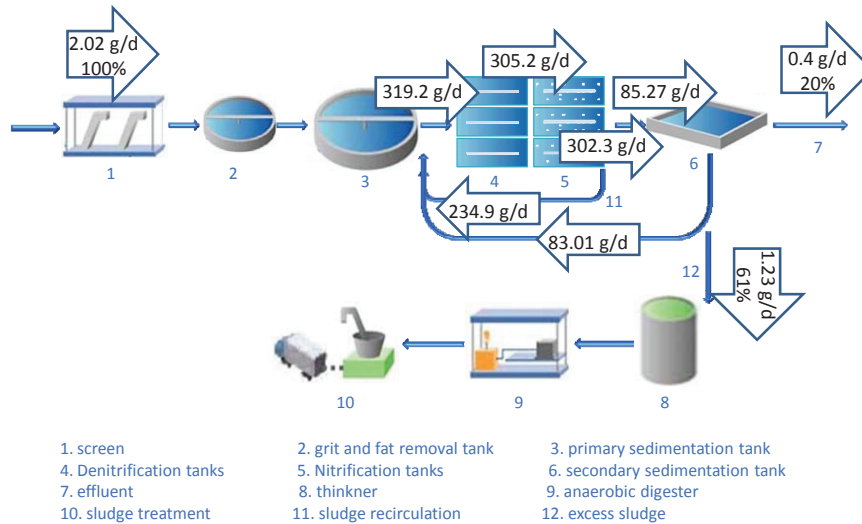 2.02 g/d
100%
305.2 g/d
0.4 g/d
20%
319.2 g/d
85.27 g/d
302.3 g/d
1
2
3
4
5
6
7
11
234.9 g/d
83.01 g/d
12
1.23 g/d
61%
10
9
8
1. screen
2. grit and fat removal tank
3. primary sedimentation tank
4. Denitrification tanks
5. Nitrification tanks
6. secondary sedimentation tank
7. effluent
8. thinkner
9. anaerobic digester
10. sludge treatment
11. sludge recirculation
12. excess sludge